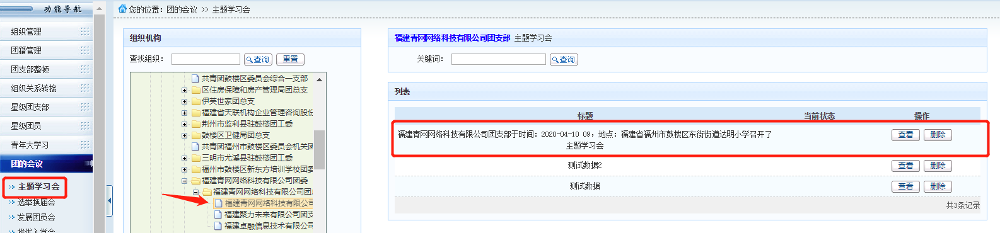 功能导航
组织管理
团籍管理
团支部整顿
组织关系转接
星级团支部
星级团员
青年大学习
团的会议
主题学习会
选举换届会
发展团员会
推优入党会
您的位置：团的会议 >> 主题学习会
组织机构
查找组织：
查询
重置
共青团鼓楼区委员会综合一支部
区住房保障和房产管理局团总支
伊芙世家团总支
福建省天联机构企业管理咨询股份
荆州市监利县驻鼓楼团工委
鼓楼区卫健局团总支
共青团福州市鼓楼区委员会机关团
三明市尤溪县驻鼓楼团工委
福州市鼓楼区新东方培训学校团委
福建青网网络科技有限公司团委
福建青网网络科技有限公司团
福建青网网络科技有限公司
福建聚力未来有限公司团支
福建卓融信息技术有限公司
福建青网网络科技有限公司团支部 主题学习会
关键词：
查询
列表
标题 当前状态 操作
福建青网网络科技有限公司团支部于时间：2020-04-10 09，地点：福建省福州市鼓楼区东街街道达明小学召开了
主题学习会
查看 删除
测试数据2 查看 删除
测试数据 查看 删除
共3条记录